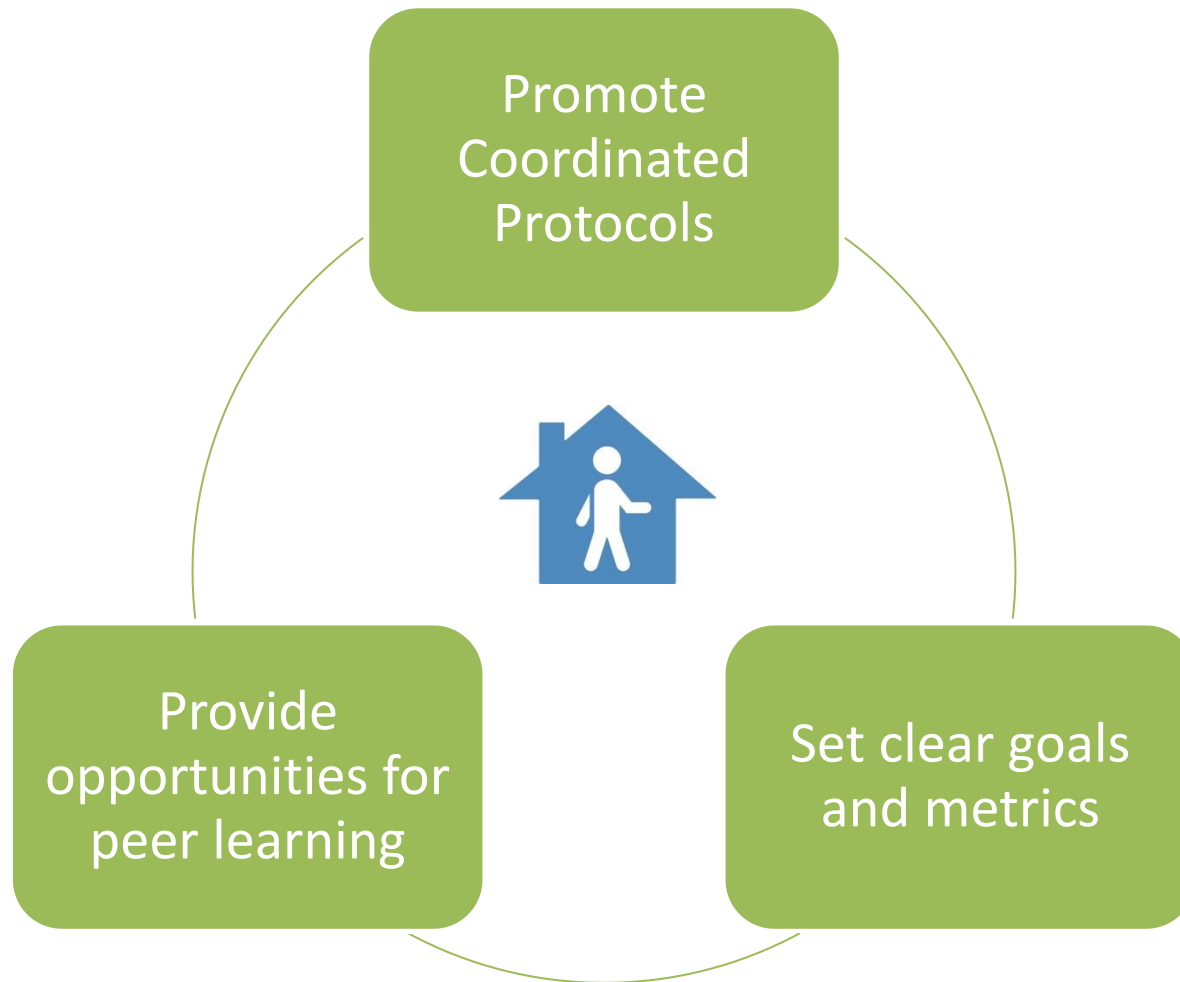 Promote
Coordinated
Protocols
Provide
opportunities for
peer learning
Set clear goals
and metrics